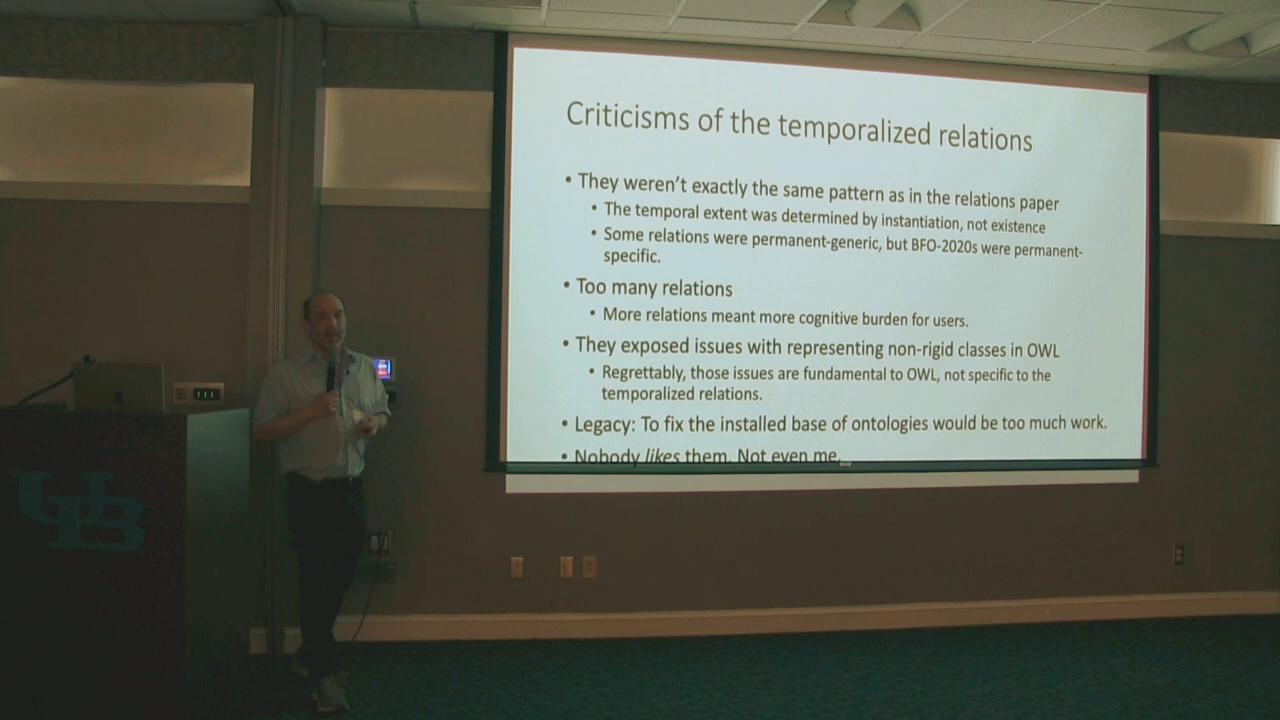 Criticisms of the temporalized relations
• They weren't exactly the same pattern as in the relations paper
• The temporal extent was determined by instantiation, not existence
• Some relations were permanent-generic, but BFO-2020s were permanent-
specific.
• Too many relations
• More relations meant more cognitive burden for users.
• They exposed issues with representing non-rigid classes in OWL
• Regrettably, those issues are fundamental to OWL, not specific to the
temporalized relations.
• Legacy: To fix the installed base of ontologies would be too much work.
• Nobody likes them. Not even me.
UB